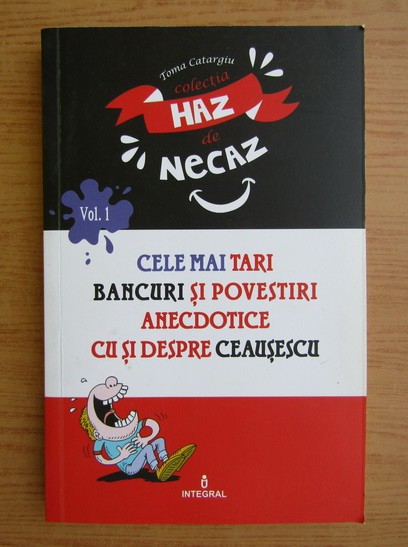 Toma Catargiu
colecția
HAZ
de
NECAZ
Vol. 1
CELE MAI TARI
BANCURI ȘI POVESTIRI
ANECDOTICE
CU ȘI DESPRE CEAUȘESCU
INTEGRAL